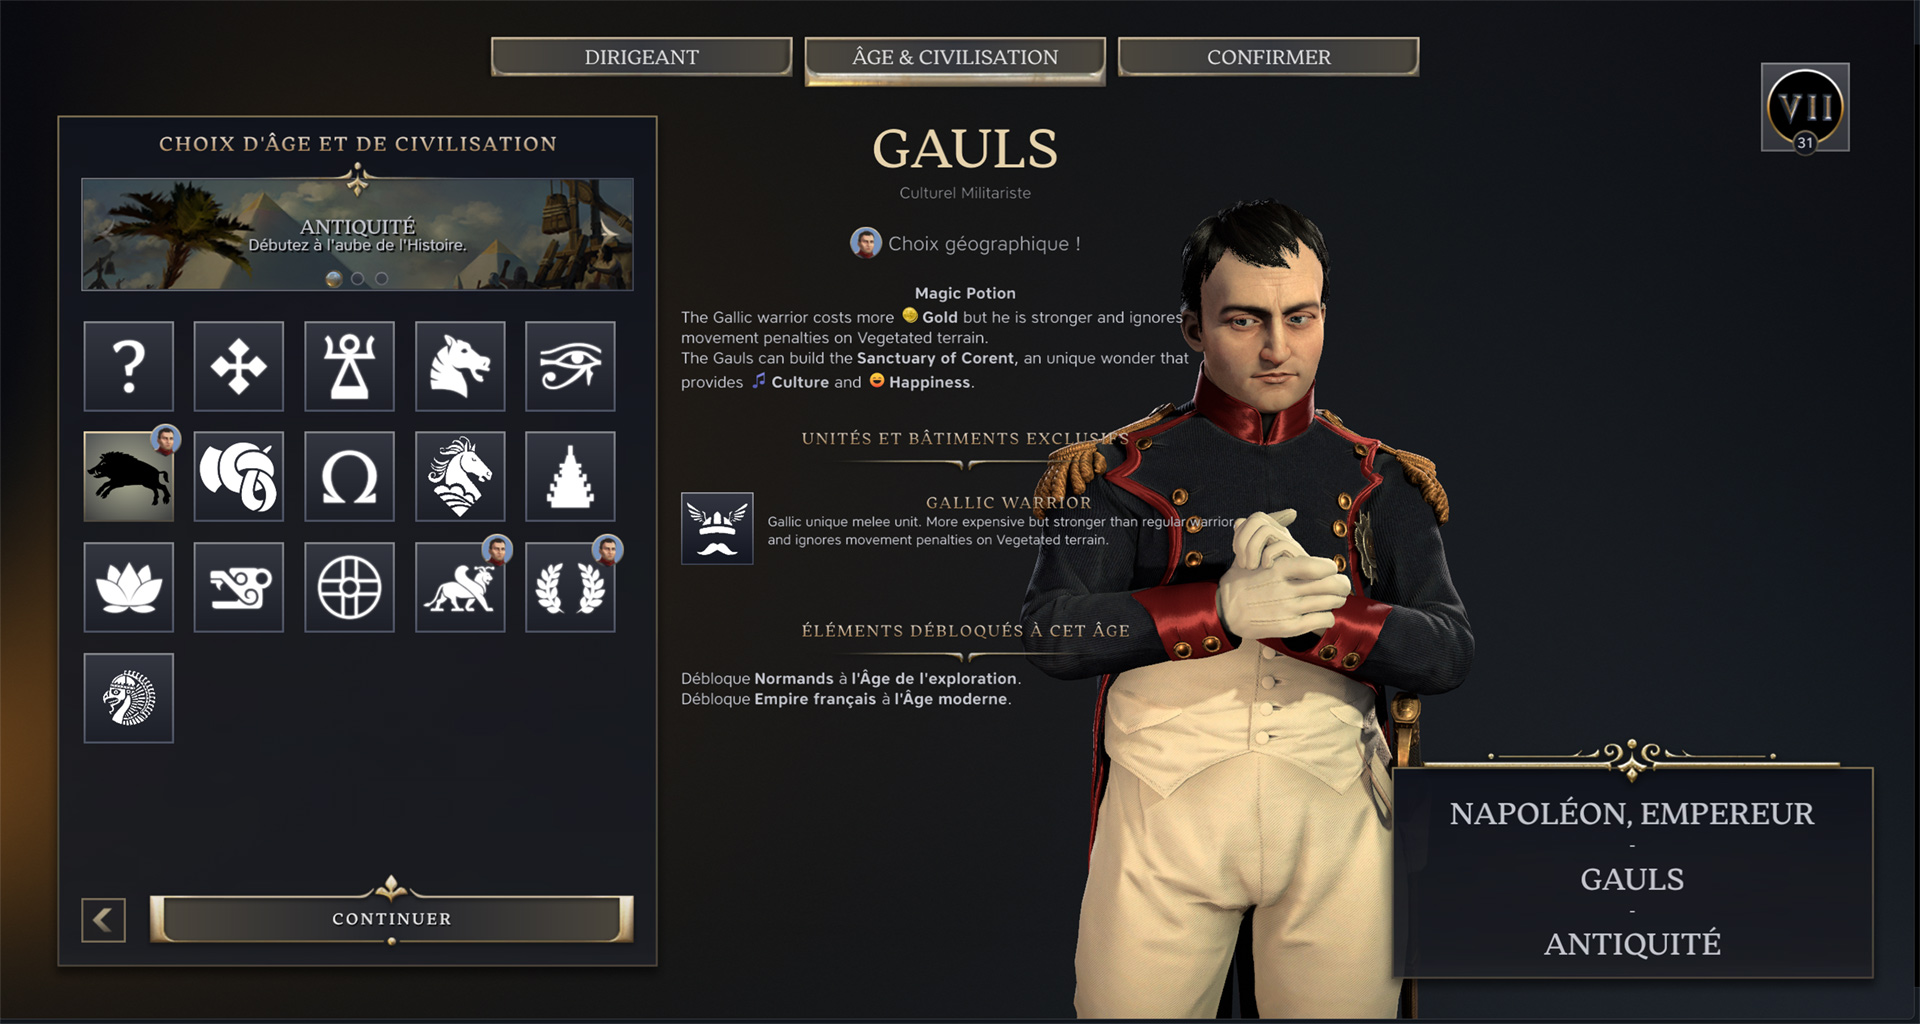 DIRIGEANT
ÂGE & CIVILISATION
CONFIRMER
VII
31
CHOIX D'ÂGE ET DE CIVILISATION
ANTIQUITÉ
Débutez à l'aube de l'Histoire.
?
Ω
CONTINUER
GAULS
Culturel Militariste
Choix géographique !
Magic Potion
The Gallic warrior costs more Gold but he is stronger and ignores
movement penalties on Vegetated terrain.
The Gauls can build the Sanctuary of Corent, an unique wonder that
provides Culture and Happiness.
UNITÉS ET BÂTIMENTS EXCLUSIFS
GALLIC WARRIOR
Gallic unique melee unit. More expensive but stronger than regular warrior
and ignores movement penalties on Vegetated terrain.
ÉLÉMENTS DÉBLOQUÉS À CET ÂGE
Débloque Normands à l'Âge de l'exploration.
Débloque Empire français à l'Âge moderne.
NAPOLÉON, EMPEREUR
-
GAULS
-
ANTIQUITÉ